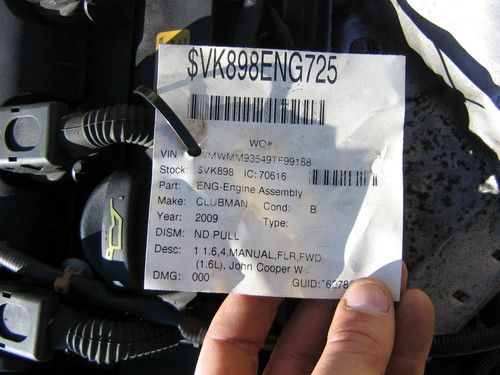 $VK898ENG725
WO#
VIN
Stock: $VK898 IC: 70616
Part: ENG-Engine Assembly
Make: CLUBMAN Cond: B
Year: 2009 Type:
DISM: ND PULL
Desc: 1 1.6,4,MANUAL,FLR,FWD
(1.6L), John Cooper W
DMG: 000 GUID: